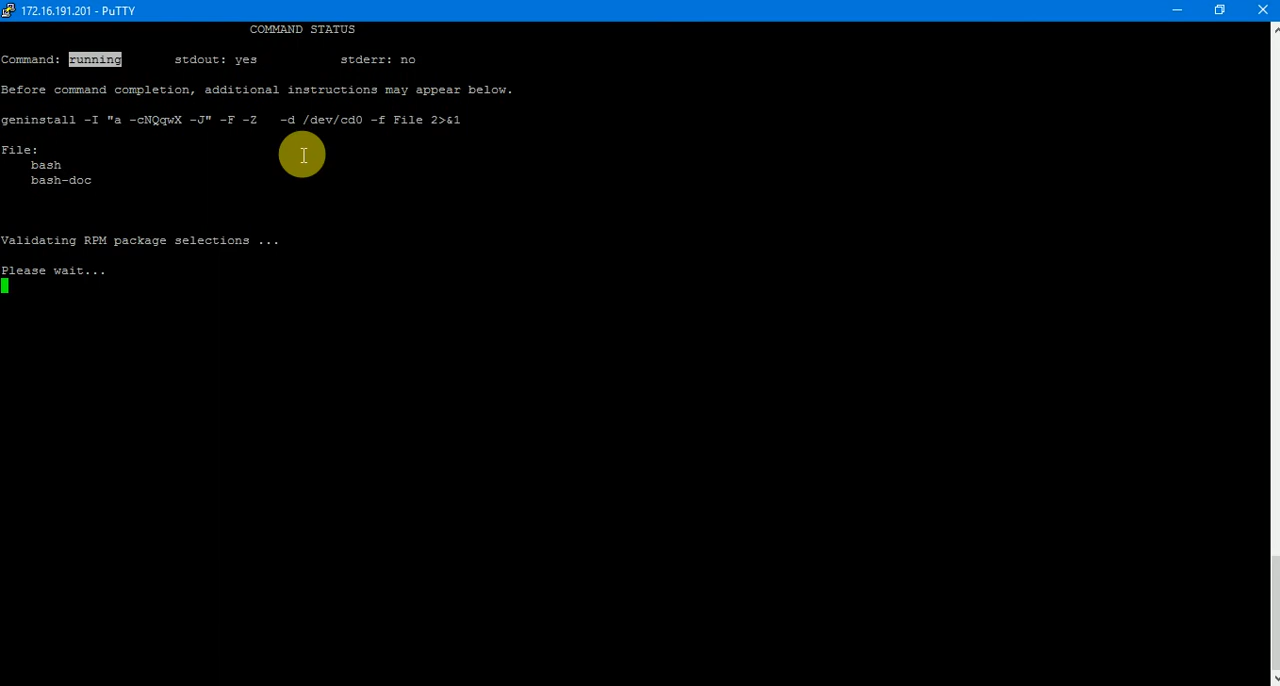 172.16.191.201 - PuTTY
COMMAND STATUS
Command: running stdout: yes stderr: no
Before command completion, additional instructions may appear below.
geninstall -I "a -cNQqwX -J" -F -Z -d /dev/cd0 -f File 2>&1
File:
bash
bash-doc
Validating RPM package selections ...
Please wait...